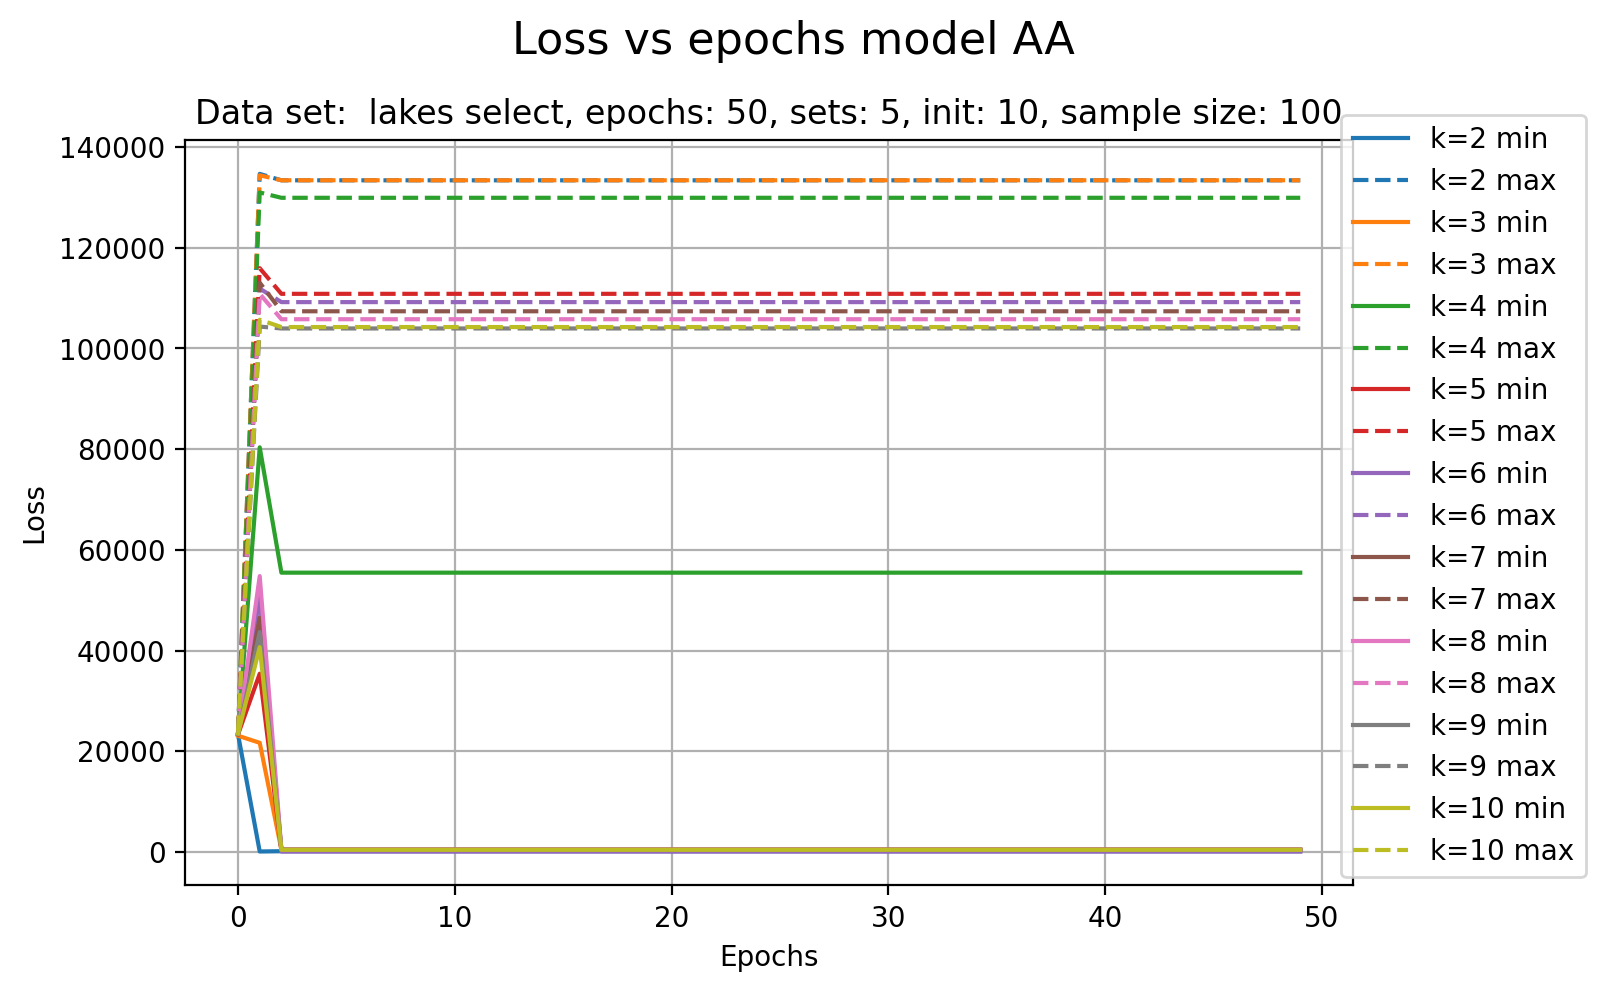 Loss vs epochs model AA
Data set:  lakes select, epochs: 50, sets: 5, init: 10, sample size: 100
140000
120000
100000
80000
60000
40000
20000
0
Loss
0 10 20 30 40 50
Epochs
k=2 min
k=2 max
k=3 min
k=3 max
k=4 min
k=4 max
k=5 min
k=5 max
k=6 min
k=6 max
k=7 min
k=7 max
k=8 min
k=8 max
k=9 min
k=9 max
k=10 min
k=10 max